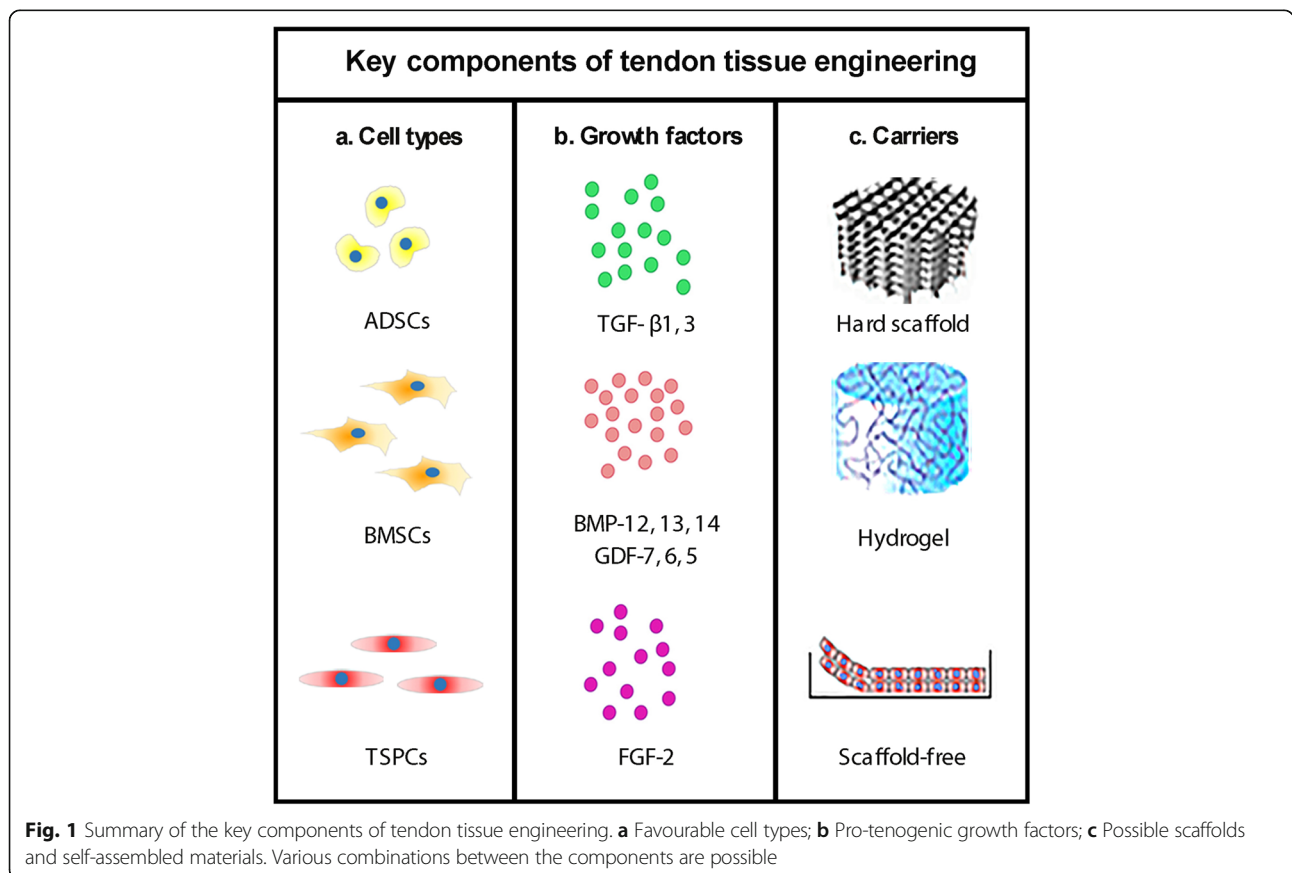 Key components of tendon tissue engineering
a. Cell types
ADSCs
BMSCs
TSPCs
b. Growth factors
TGF- β1, 3
BMP-12, 13, 14
GDF-7, 6, 5
FGF-2
c. Carriers
Hard scaffold
Hydrogel
Scaffold-free
Fig. 1 Summary of the key components of tendon tissue engineering. a Favourable cell types; b Pro-tenogenic growth factors; c Possible scaffolds
and self-assembled materials. Various combinations between the components are possible